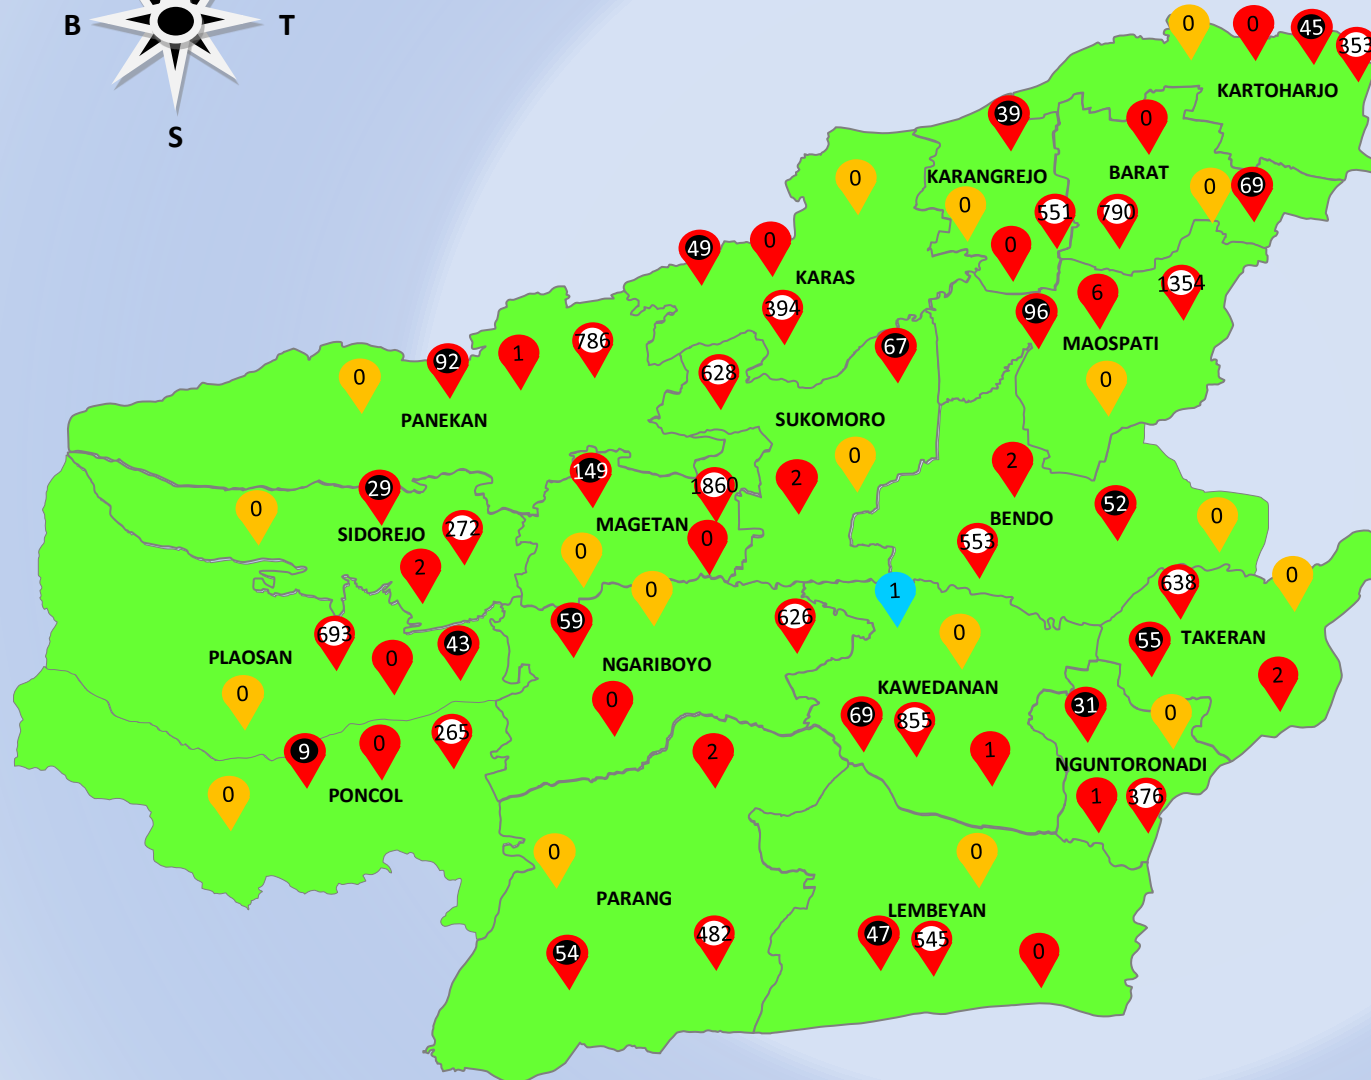 B T
S
0 0 45 353
KARTOHARJO
39 0
KARANGREJO BARAT
0 0 0 69
551 790
0
49 0
KARAS
394
6 1354
96
MAOSPATI
0
67
628
SUKOMORO
0
2
92 1 786
0
PANEKAN
149
1860
MAGETAN
0 0
29
0
SIDOREJO 272
2
2
BENDO 52
0
553
638 0
55 TAKERAN
2
1
0
KAWEDANAN
69 855
1
0
59 626
NGARIBOYO
0
693 43
PLAOSAN 0
0
31 0
NGUNTORONADI
1 376
9 0 265
0 PONCOL
2
0
PARANG
54 482
0
LEMBEYAN
47 545 0